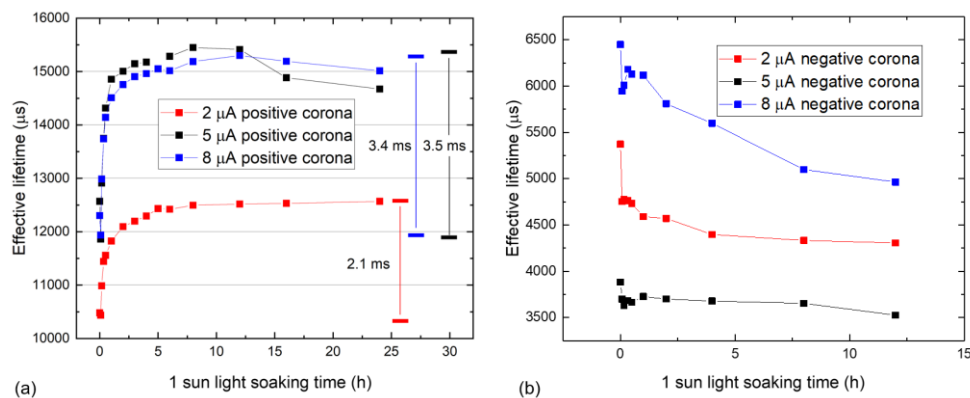 16000
15000
14000
13000
12000
11000
10000
Effective lifetime (μs)
2 μA positive corona
5 μA positive corona
8 μA positive corona
3.4 ms
3.5 ms
2.1 ms
0
5
10
15
20
25
30
1 sun light soaking time (h)
(a)
6500
6000
5500
5000
4500
4000
3500
Effective lifetime (μs)
2 μA negative corona
5 μA negative corona
8 μA negative corona
0
5
10
15
1 sun light soaking time (h)
(b)